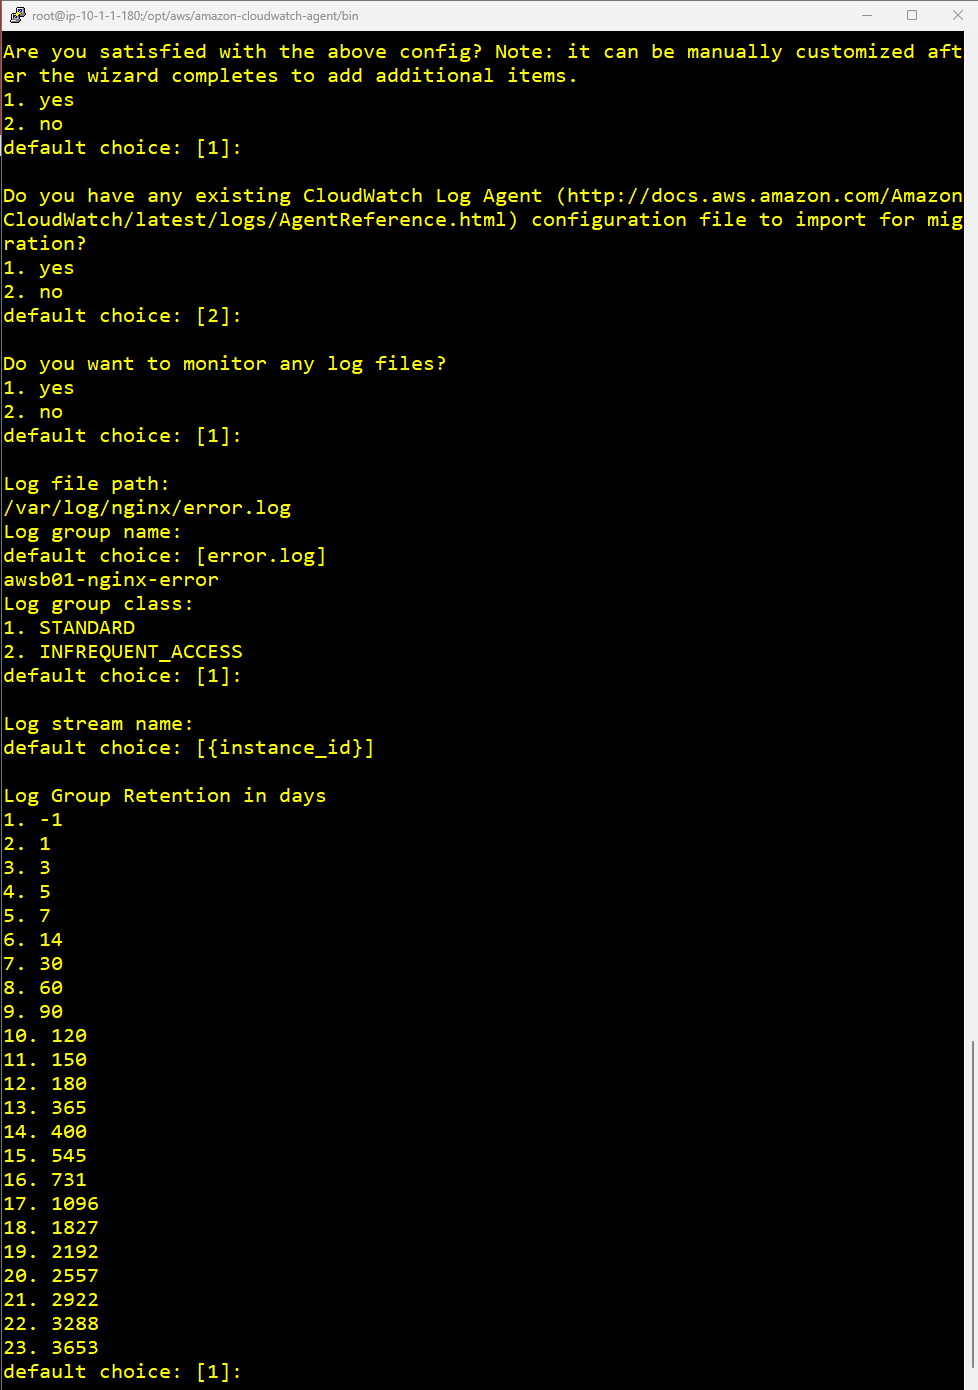 root@ip-10-1-1-180:/opt/aws/amazon-cloudwatch-agent/bin
Are you satisfied with the above config? Note: it can be manually customized aft
er the wizard completes to add additional items.
1. yes
2. no
default choice: [1]:
Do you have any existing CloudWatch Log Agent (http://docs.aws.amazon.com/Amazon
CloudWatch/latest/logs/AgentReference.html) configuration file to import for mig
ration?
1. yes
2. no
default choice: [2]:
Do you want to monitor any log files?
1. yes
2. no
default choice: [1]:
Log file path:
/var/log/nginx/error.log
Log group name:
default choice: [error.log]
awsb01-nginx-error
Log group class:
1. STANDARD
2. INFREQUENT_ACCESS
default choice: [1]:
Log stream name:
default choice: [{instance_id}]
Log Group Retention in days
1. -1
2. 1
3. 3
4. 5
5. 7
6. 14
7. 30
8. 60
9. 90
10. 120
11. 150
12. 180
13. 365
14. 400
15. 545
16. 731
17. 1096
18. 1827
19. 2192
20. 2557
21. 2922
22. 3288
23. 3653
default choice: [1]: